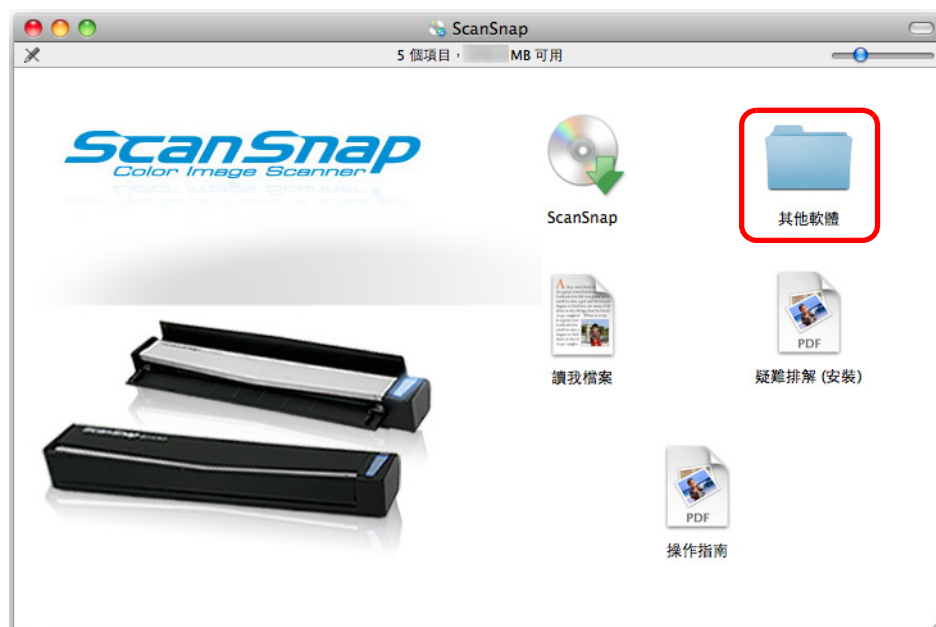 ScanSnap
5 個項目， MB 可用
ScanSnap
Color Image Scanner
ScanSnap
其他軟體
PDF
讀我檔案
疑難排解 (安裝)
PDF
操作指南